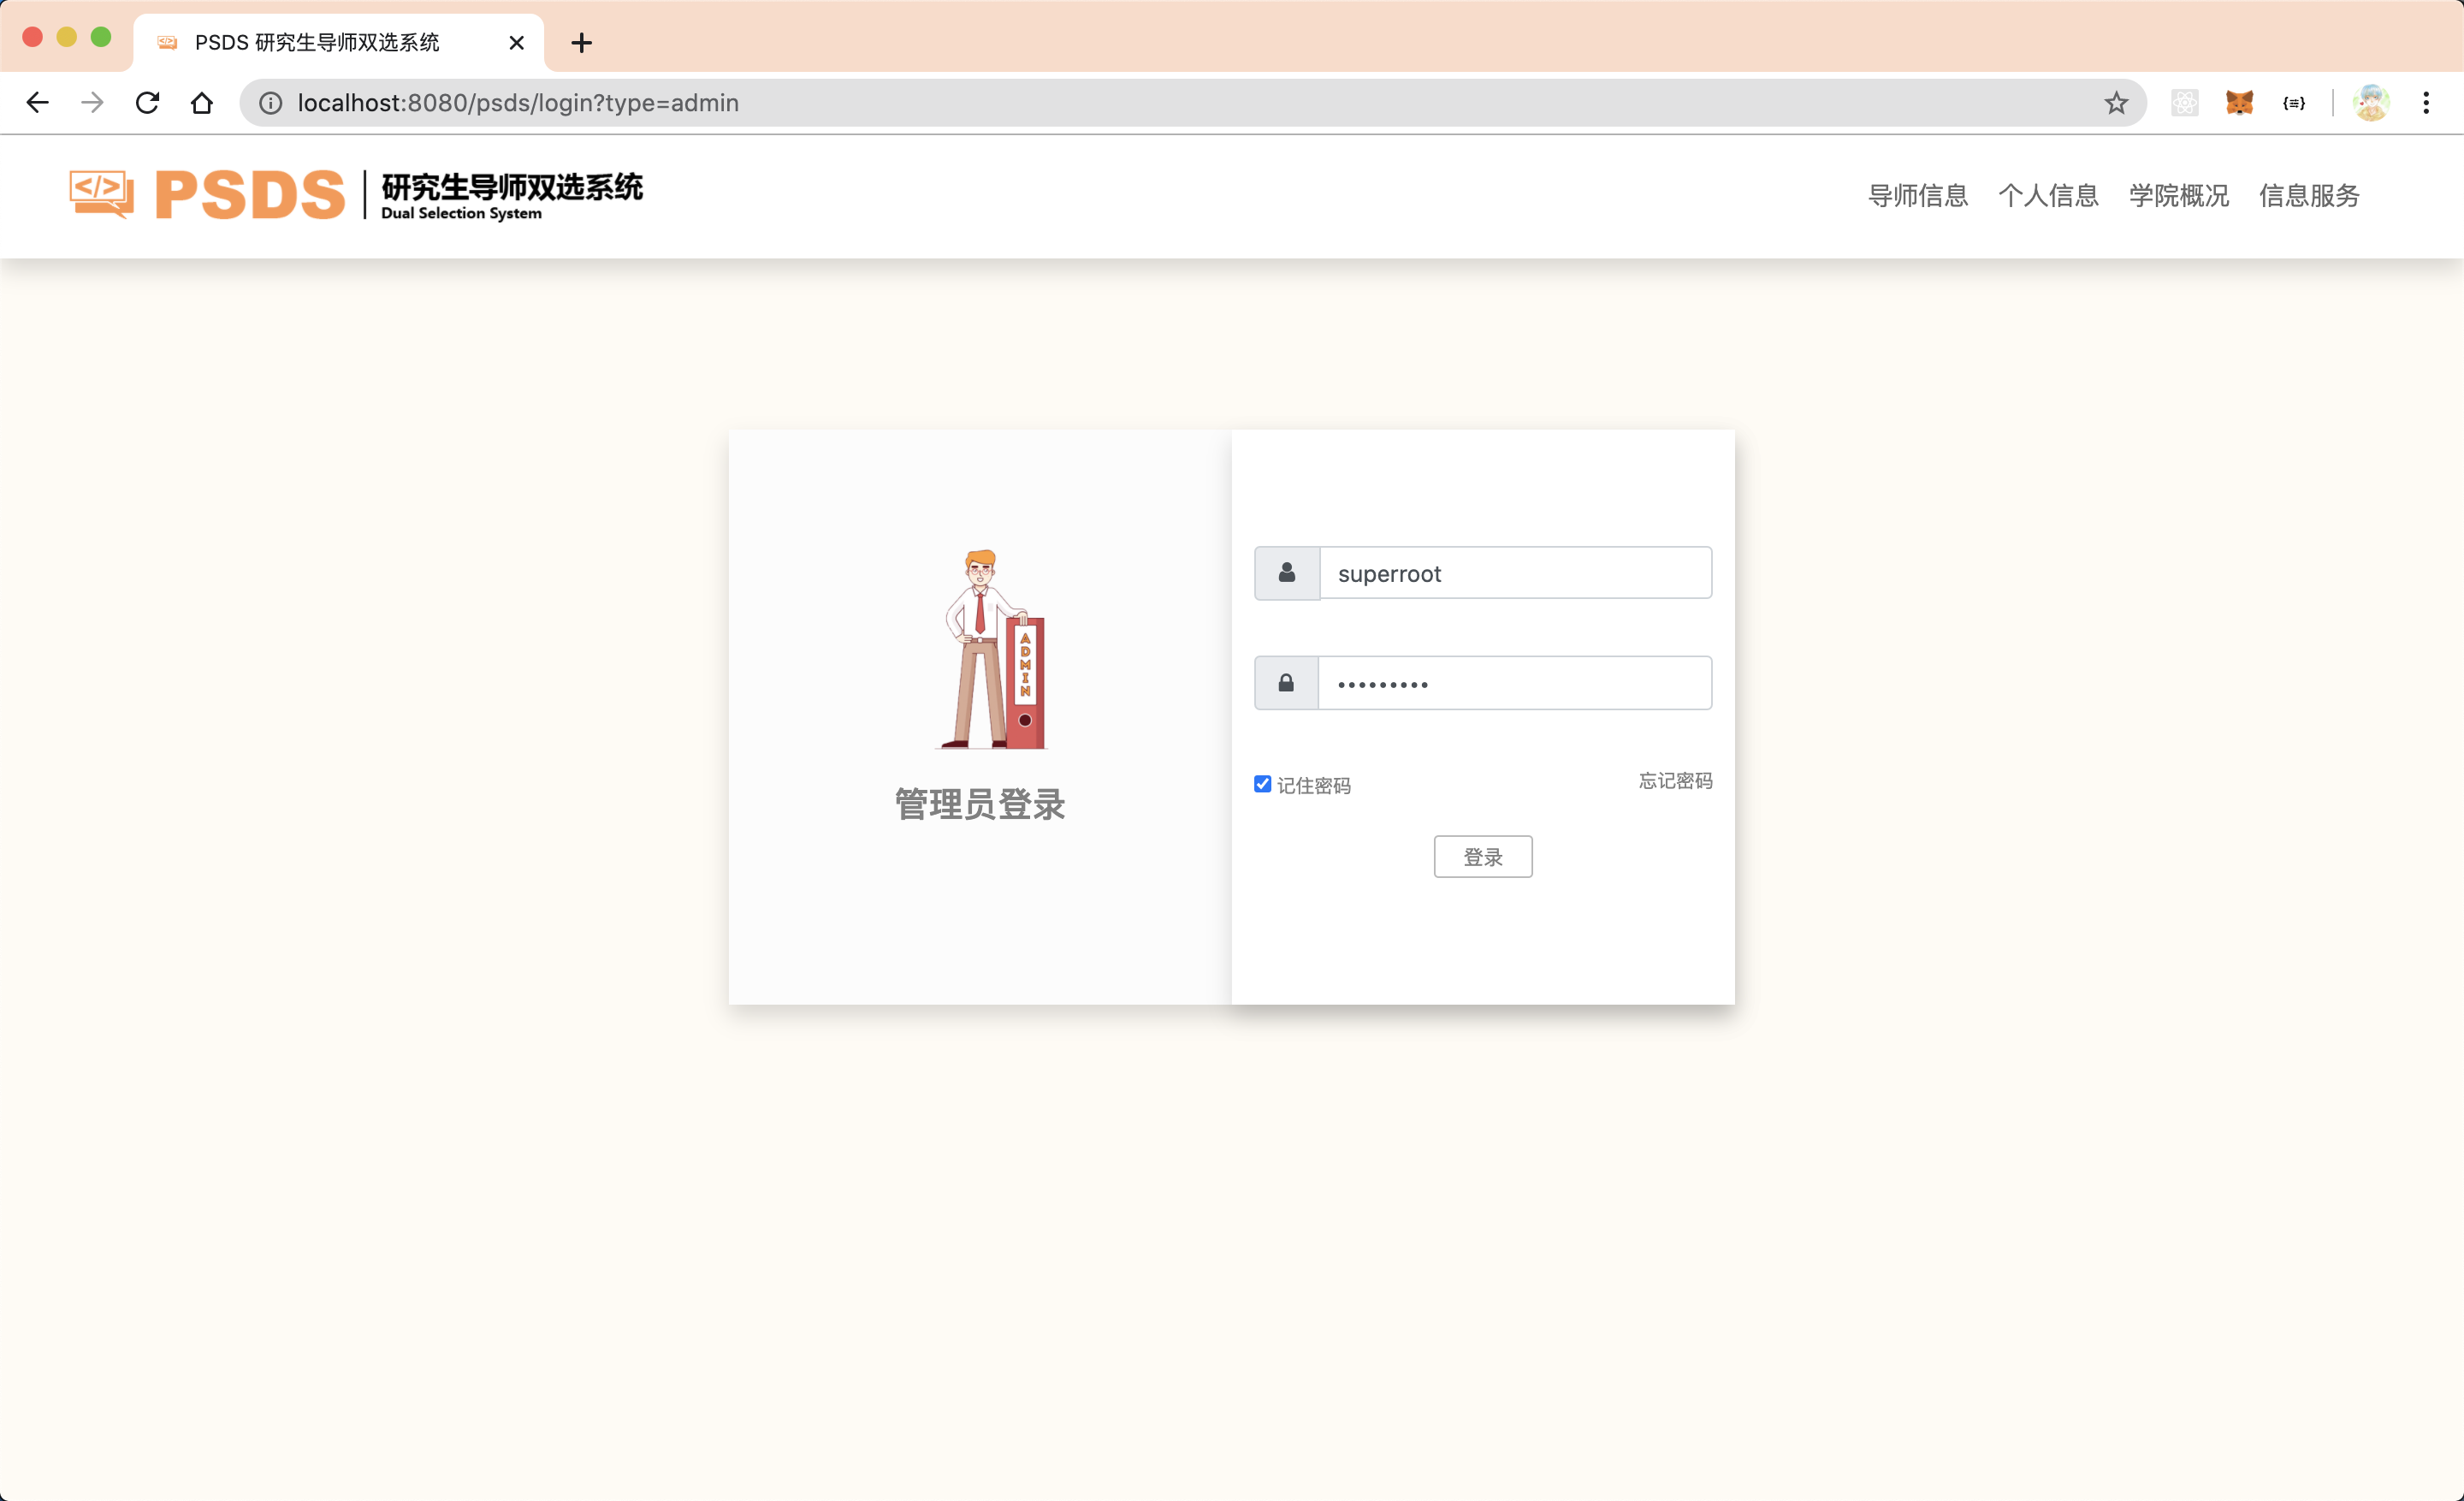 PSDS 研究生导师双选系统
localhost:8080/psds/login?type=admin
PSDS 研究生导师双选系统
Dual Selection System
导师信息 个人信息 学院概况 信息服务
ADMIN
管理员登录
superroot
•••••••••
记住密码 忘记密码
登录